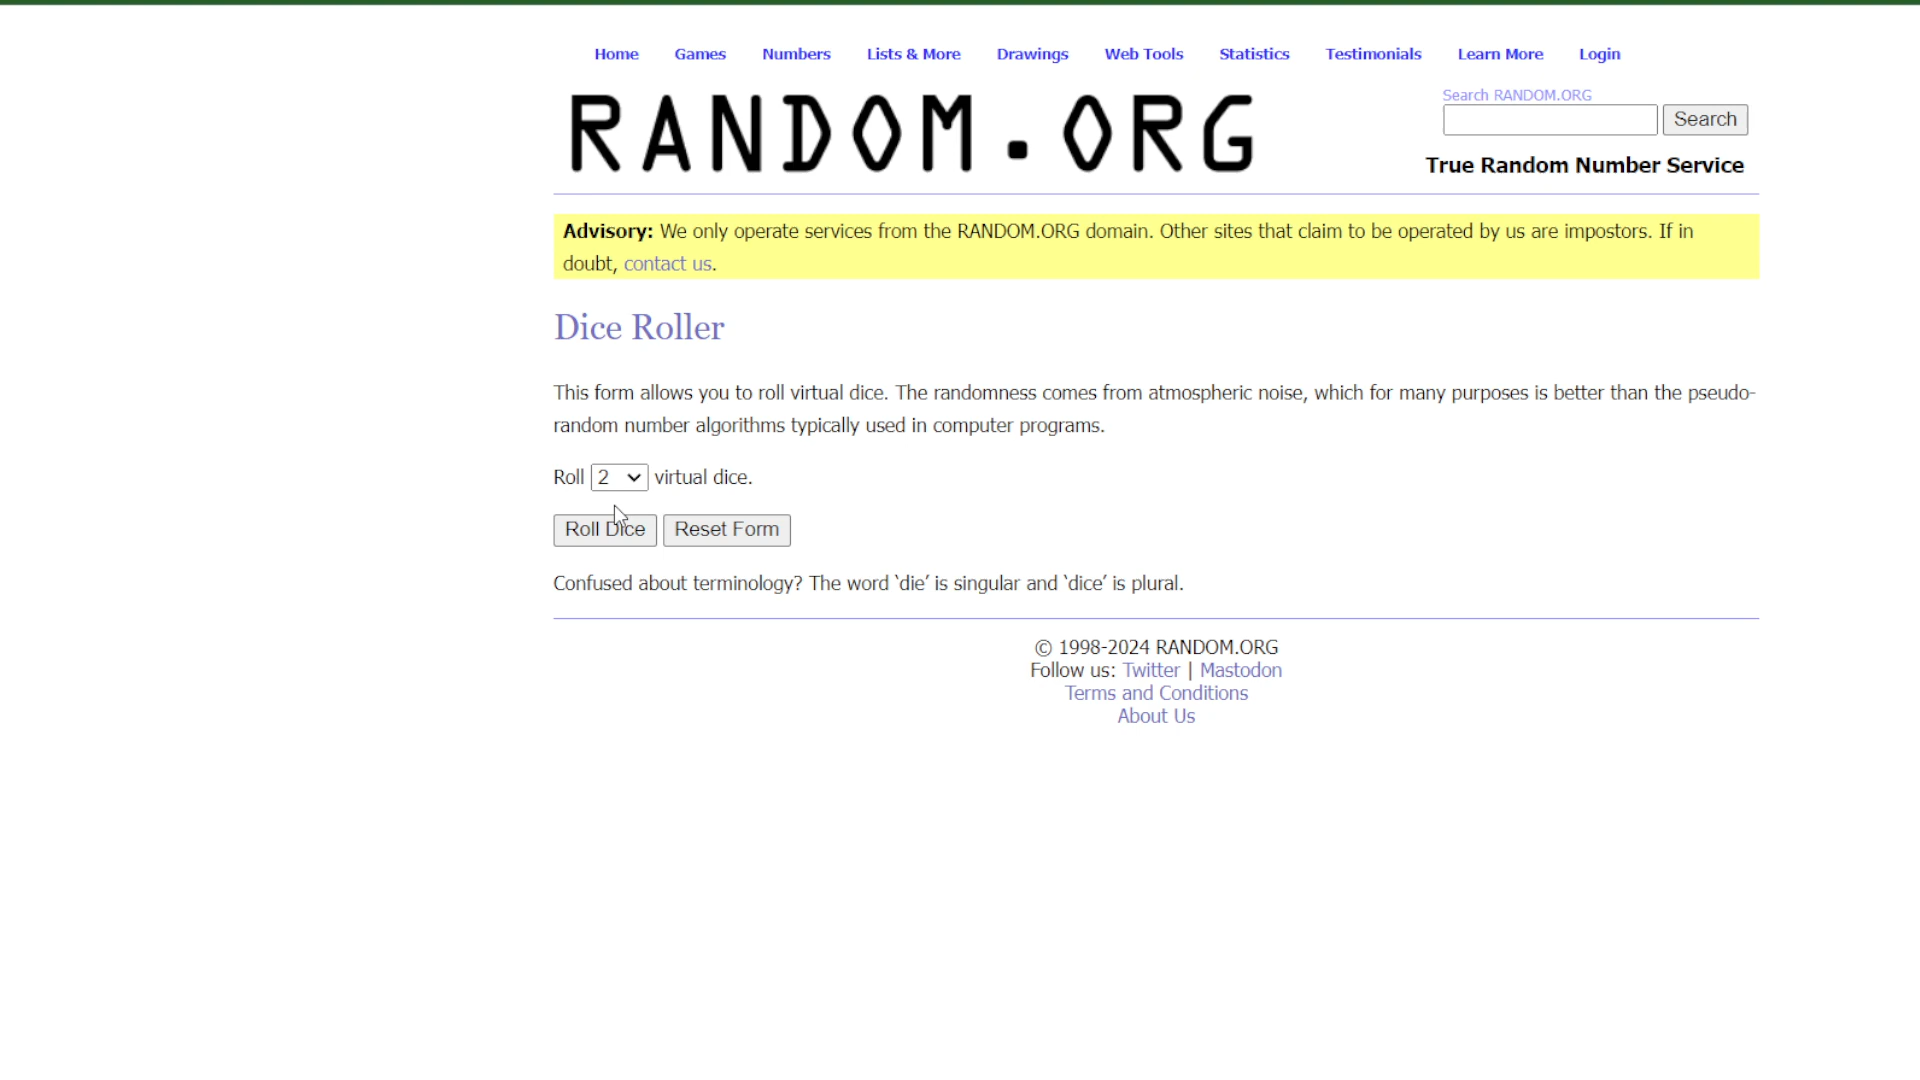 Home Games Numbers Lists & More Drawings Web Tools Statistics Testimonials Learn More Login
RANDOM.ORG
Search RANDOM.ORG
Search
True Random Number Service
Advisory: We only operate services from the RANDOM.ORG domain. Other sites that claim to be operated by us are impostors. If in
doubt, contact us.
Dice Roller
This form allows you to roll virtual dice. The randomness comes from atmospheric noise, which for many purposes is better than the pseudo-
random number algorithms typically used in computer programs.
Roll 2 virtual dice.
Roll Dice Reset Form
Confused about terminology? The word ‘die’ is singular and ‘dice’ is plural.
© 1998-2024 RANDOM.ORG
Follow us: Twitter | Mastodon
Terms and Conditions
About Us